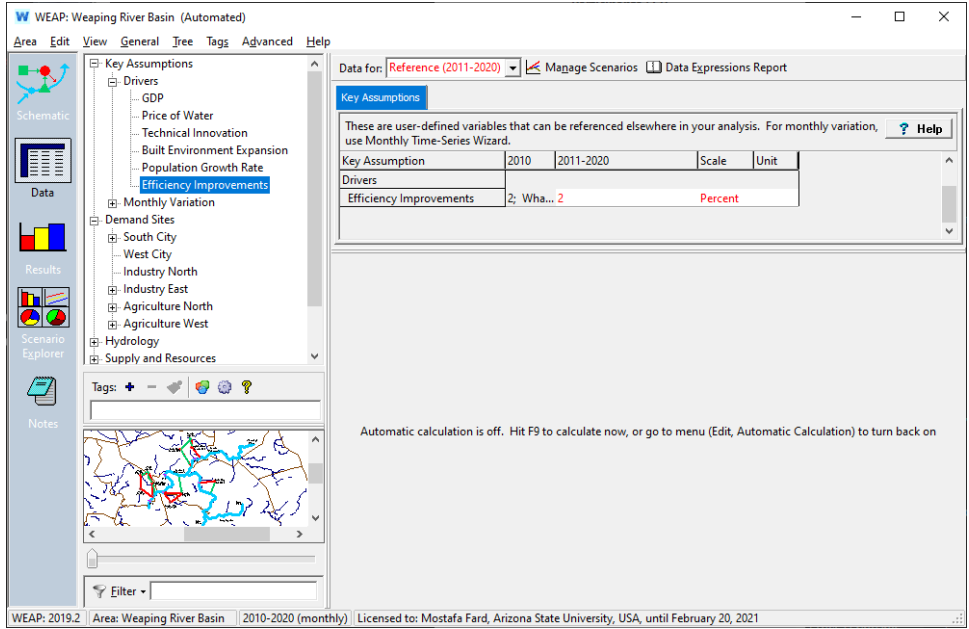 WEAP: Weaping River Basin (Automated)
Area Edit View General Tree Tags Advanced Help
Schematic
Data
Results
Scenario
Explorer
Notes
Key Assumptions
Drivers
GDP
Price of Water
Technical Innovation
Built Environment Expansion
Population Growth Rate
Efficiency Improvements
Monthly Variation
Demand Sites
South City
West City
Industry North
Industry East
Agriculture North
Agriculture West
Hydrology
Supply and Resources
Tags:
Filter
Data for: Reference (2011-2020) Manage Scenarios Data Expressions Report
Key Assumptions
These are user-defined variables that can be referenced elsewhere in your analysis. For monthly variation,
use Monthly Time-Series Wizard.
? Help
Key Assumption 2010 2011-2020 Scale Unit
Drivers
Efficiency Improvements 2; Wha... 2 Percent
Automatic calculation is off. Hit F9 to calculate now, or go to menu (Edit, Automatic Calculation) to turn back on
WEAP: 2019.2 Area: Weaping River Basin 2010-2020 (monthly) Licensed to: Mostafa Fard, Arizona State University, USA, until February 20, 2021